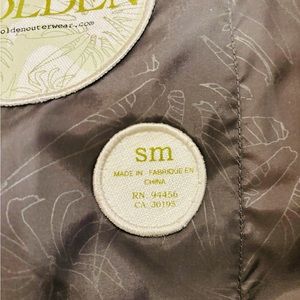 OLDEN
oldenouterwear.com
sm
MADE IN FABRIQUE EN
CHINA
RN 94456
CA 30195